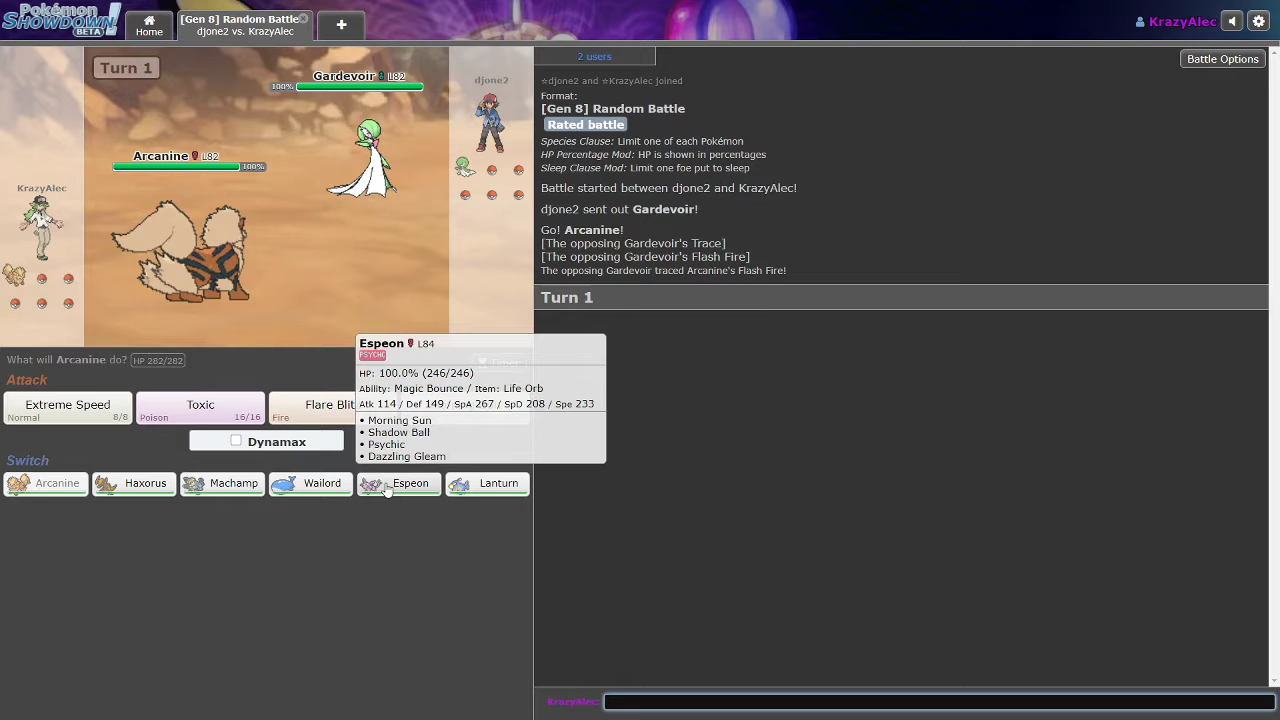 Pokémon
Showdown!
BETA!
Home
[Gen 8] Random Battle
djone2 vs. KrazyAlec
+
KrazyAlec
Turn 1
Gardevoir L82
100%
Arcanine L82
100%
djone2
KrazyAlec
2 users
Battle Options
☆djone2 and ☆KrazyAlec joined
Format:
[Gen 8] Random Battle
Rated battle
Species Clause: Limit one of each Pokémon
HP Percentage Mod: HP is shown in percentages
Sleep Clause Mod: Limit one foe put to sleep
Battle started between djone2 and KrazyAlec!
djone2 sent out Gardevoir!
Go! Arcanine!
[The opposing Gardevoir's Trace]
[The opposing Gardevoir's Flash Fire]
The opposing Gardevoir traced Arcanine's Flash Fire!
Turn 1
What will Arcanine do? HP 282/282
Attack
Extreme Speed
Normal 8/8
Toxic
Poison 16/16
Flare Blit
Fire
Dynamax
Espeon L84
PSYCHC
HP: 100.0% (246/246)
Ability: Magic Bounce / Item: Life Orb
Atk 114 / Def 149 / SpA 267 / SpD 208 / Spe 233
• Morning Sun
• Shadow Ball
• Psychic
• Dazzling Gleam
Switch
Arcanine
Haxorus
Machamp
Wailord
Espeon
Lanturn
KrazyAlec: